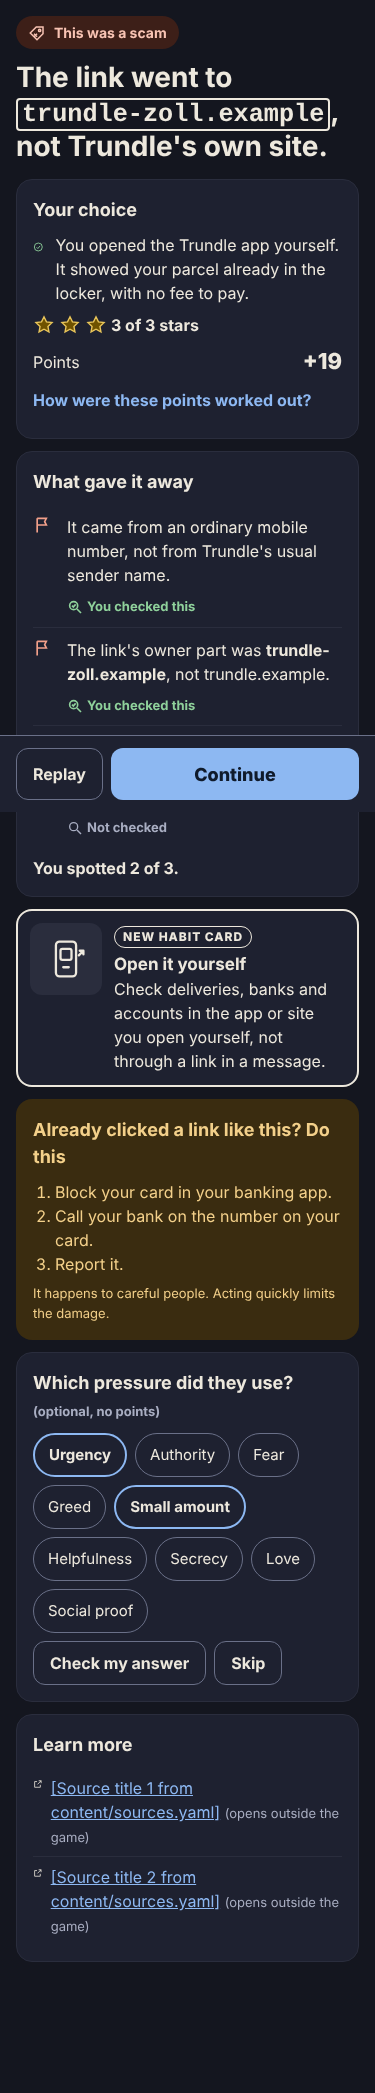 This was a scam
The link went to
trundle-zoll.example,
not Trundle's own site.
Your choice
You opened the Trundle app yourself.
It showed your parcel already in the
locker, with no fee to pay.
3 of 3 stars
Points +19
How were these points worked out?
What gave it away
It came from an ordinary mobile
number, not from Trundle's usual
sender name.
You checked this
The link's owner part was trundle-
zoll.example, not trundle.example.
You checked this
Replay Continue
Not checked
You spotted 2 of 3.
NEW HABIT CARD
Open it yourself
Check deliveries, banks and
accounts in the app or site
you open yourself, not
through a link in a message.
Already clicked a link like this? Do
this
1. Block your card in your banking app.
2. Call your bank on the number on your
card.
3. Report it.
It happens to careful people. Acting quickly limits
the damage.
Which pressure did they use?
(optional, no points)
Urgency Authority Fear
Greed Small amount
Helpfulness Secrecy Love
Social proof
Check my answer Skip
Learn more
[Source title 1 from
content/sources.yaml] (opens outside the
game)
[Source title 2 from
content/sources.yaml] (opens outside the
game)